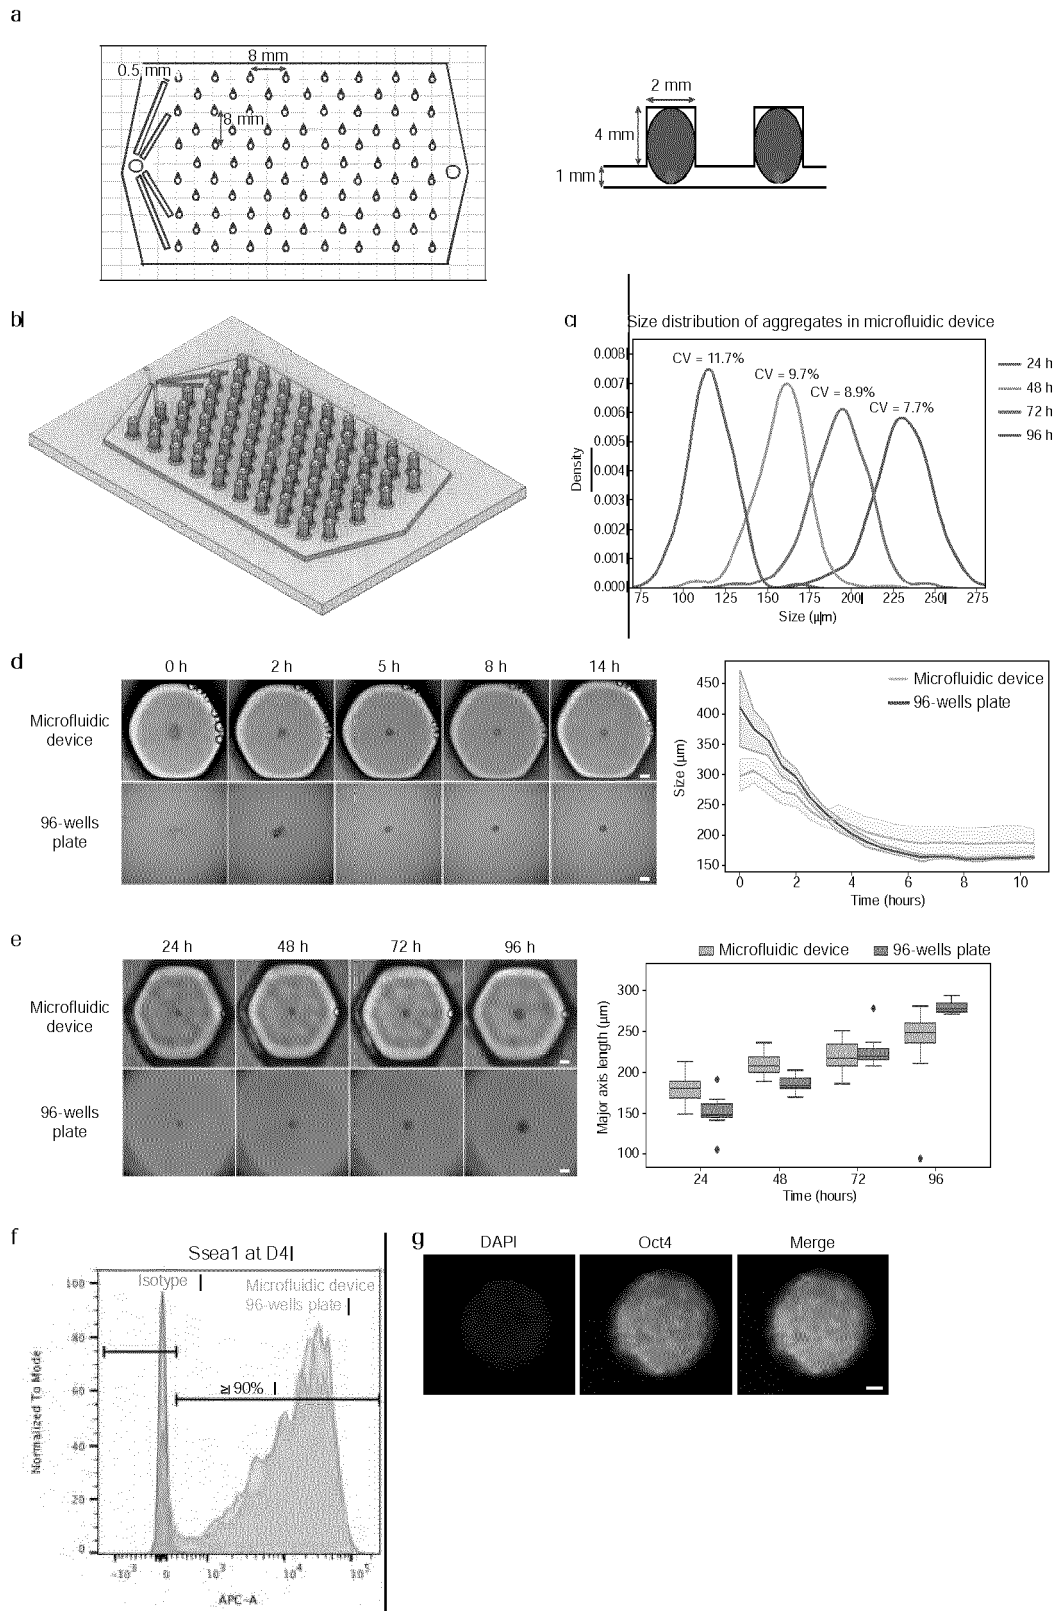 a
8 mm
0.5 mm
8 mm
2 mm
4 mm
1 mm
b
c
Size distribution of aggregates in microfluidic device
0.008
0.007
0.006
0.005
0.004
0.003
0.002
0.001
0.000
Density
CV = 11.7%
CV = 9.7%
CV = 8.9%
CV = 7.7%
24 h
48 h
72 h
96 h
75 100 125 150 175 200 225 250 275
Size (μm)
d
0 h 2 h 5 h 8 h 14 h
Microfluidic
device
96-wells
plate
Microfluidic device
96-wells plate
450
400
350
300
250
200
150
Size (μm)
0 2 4 6 8 10
Time (hours)
e
24 h 48 h 72 h 96 h
Microfluidic
device
96-wells
plate
Microfluidic device 96-wells plate
300
250
200
150
100
Major axis length (μm)
24 48 72 96
Time (hours)
f
Ssea1 at D4
Isotype
Microfluidic device
96-wells plate
≥ 90%
100
80
60
40
20
0
Normalized To Mode
-10³ 0 10³ 10⁴ 10⁵
APC-A
g
DAPI Oct4 Merge